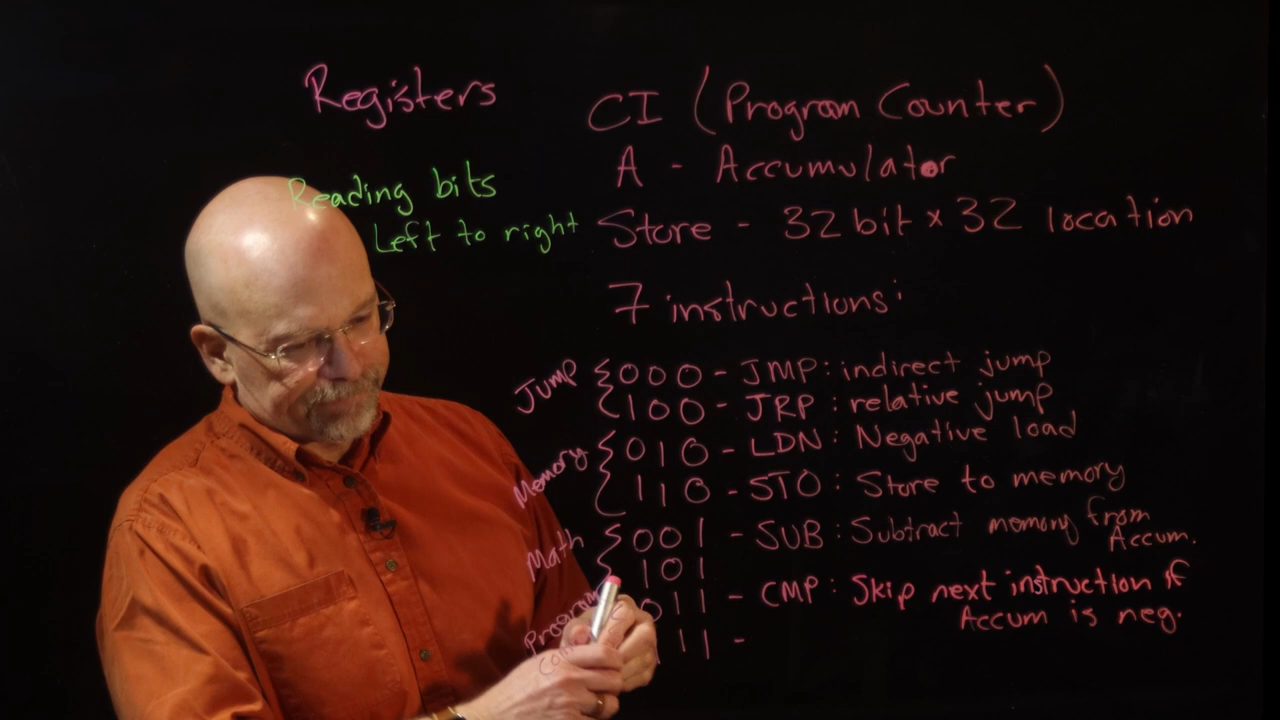 Registers
CI (Program Counter)
A - Accumulator
Reading bits
Left to right
Store - 32 bit x 32 location
7 instructions:
Jump
000 - JMP: indirect jump
100 - JRP: relative jump
Memory
010 - LDN: Negative load
110 - STO: Store to memory
Math
001 - SUB: Subtract memory from
Accum.
101
Program
011 - CMP: Skip next instruction if
Accum is neg.
11 -